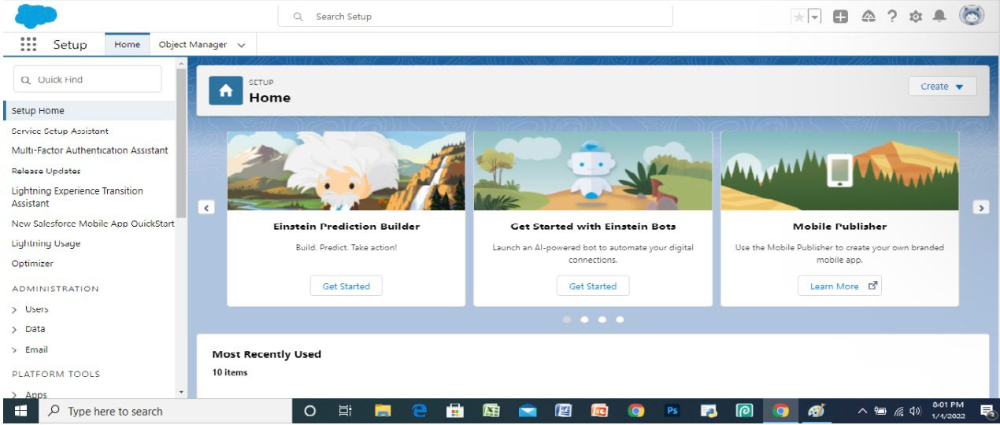 Search Setup
Setup
Home
Object Manager
Quick Find
Setup Home
Service Setup Assistant
Multi-Factor Authentication Assistant
Release Updates
Lightning Experience Transition
Assistant
New Salesforce Mobile App QuickStart
Lightning Usage
Optimizer
ADMINISTRATION
Users
Data
Email
PLATFORM TOOLS
Apps
SETUP
Home
Create
Einstein Prediction Builder
Build. Predict. Take action!
Get Started
Get Started with Einstein Bots
Launch an AI-powered bot to automate your digital
connections.
Get Started
Mobile Publisher
Use the Mobile Publisher to create your own branded
mobile app.
Learn More
Most Recently Used
10 items
Type here to search
Ps
8:01 PM
1/4/2022